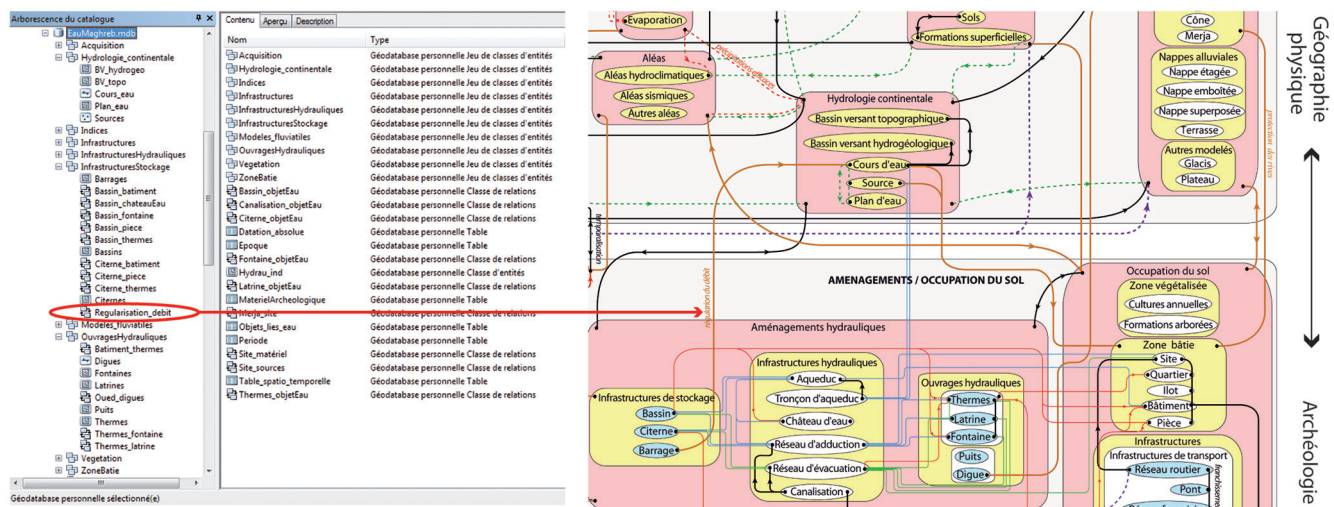 Arborescence du contenu
EauMaghreb.mdb
Acquisition
Hydrologie_continentale
BV_hydrogeo
BV_topo
Cours_eau
Plan_eau
Sources
Indices
Infrastructures
InfrastructuresHydrauliques
InfrastructuresStockage
Barrages
Bassin_batiment
Bassin_chateauEau
Bassin_fontaine
Bassin_piece
Bassin_thermes
Bassins
Citerne_batiment
Citerne_piece
Citerne_thermes
Citernes
Regularisation_debit
Modeles_fluviatiles
OuvragesHydrauliques
Batiment_thermes
Digues
Fontaines
Latrines
Oued_digues
Puits
Thermes
Thermes_fontaine
Thermes_latrine
Vegetation
ZoneBatie
Géodatabase personnelle sélectionné(e)
Contenu Aperçu Description
Nom Type
Acquisition Géodatabase personnelle Jeu de classes d'entités
Hydrologie_continentale Géodatabase personnelle Jeu de classes d'entités
Indices Géodatabase personnelle Jeu de classes d'entités
Infrastructures Géodatabase personnelle Jeu de classes d'entités
InfrastructuresHydrauliques Géodatabase personnelle Jeu de classes d'entités
InfrastructuresStockage Géodatabase personnelle Jeu de classes d'entités
Modeles_fluviatiles Géodatabase personnelle Jeu de classes d'entités
OuvragesHydrauliques Géodatabase personnelle Jeu de classes d'entités
Vegetation Géodatabase personnelle Jeu de classes d'entités
ZoneBatie Géodatabase personnelle Jeu de classes d'entités
Bassin_objetEau Géodatabase personnelle Classe de relations
Canalisation_objetEau Géodatabase personnelle Classe de relations
Citerne_objetEau Géodatabase personnelle Classe de relations
Datation_absolue Géodatabase personnelle Table
Epoque Géodatabase personnelle Table
Fontaine_objetEau Géodatabase personnelle Classe de relations
Hydrau_ind Géodatabase personnelle Classe d'entités
Latrine_objetEau Géodatabase personnelle Classe de relations
MaterielArcheologique Géodatabase personnelle Table
Merja_site Géodatabase personnelle Classe de relations
Objets_lies_eau Géodatabase personnelle Table
Periode Géodatabase personnelle Table
Site_matériel Géodatabase personnelle Classe de relations
Site_sources Géodatabase personnelle Classe de relations
Table_spatio_temporelle Géodatabase personnelle Table
Thermes_objetEau Géodatabase personnelle Classe de relations
Evaporation
précipitations efficaces
Sols
Formations superficielles
Aléas
Aléas hydroclimatiques
Aléas sismiques
Autres aléas
Hydrologie continentale
Bassin versant topographique
Bassin versant hydrogéologique
Cours d'eau
Source
Plan d'eau
Cône
Merja
Nappes alluviales
Nappe étagée
Nappe emboitée
Nappe superposée
Terrasse
Autres modelés
Glacis
Plateau
protection des rives
temporalisation
régulation du débit
AMENAGEMENTS / OCCUPATION DU SOL
Aménagements hydrauliques
Infrastructures de stockage
Bassin
Citerne
Barrage
Infrastructures hydrauliques
Aqueduc
Tronçon d'aqueduc
Château d'eau
Réseau d'adduction
Réseau d'évacuation
Canalisation
Ouvrages hydrauliques
Thermes
Latrine
Fontaine
Puits
Digue
Occupation du sol
Zone végétalisée
Cultures annuelles
Formations arborées
Zone bâtie
Site
Quartier
Ilot
Bâtiment
Pièce
Infrastructures
Infrastructures de transport
Réseau routier
Pont
Géographie
physique
Archéologie